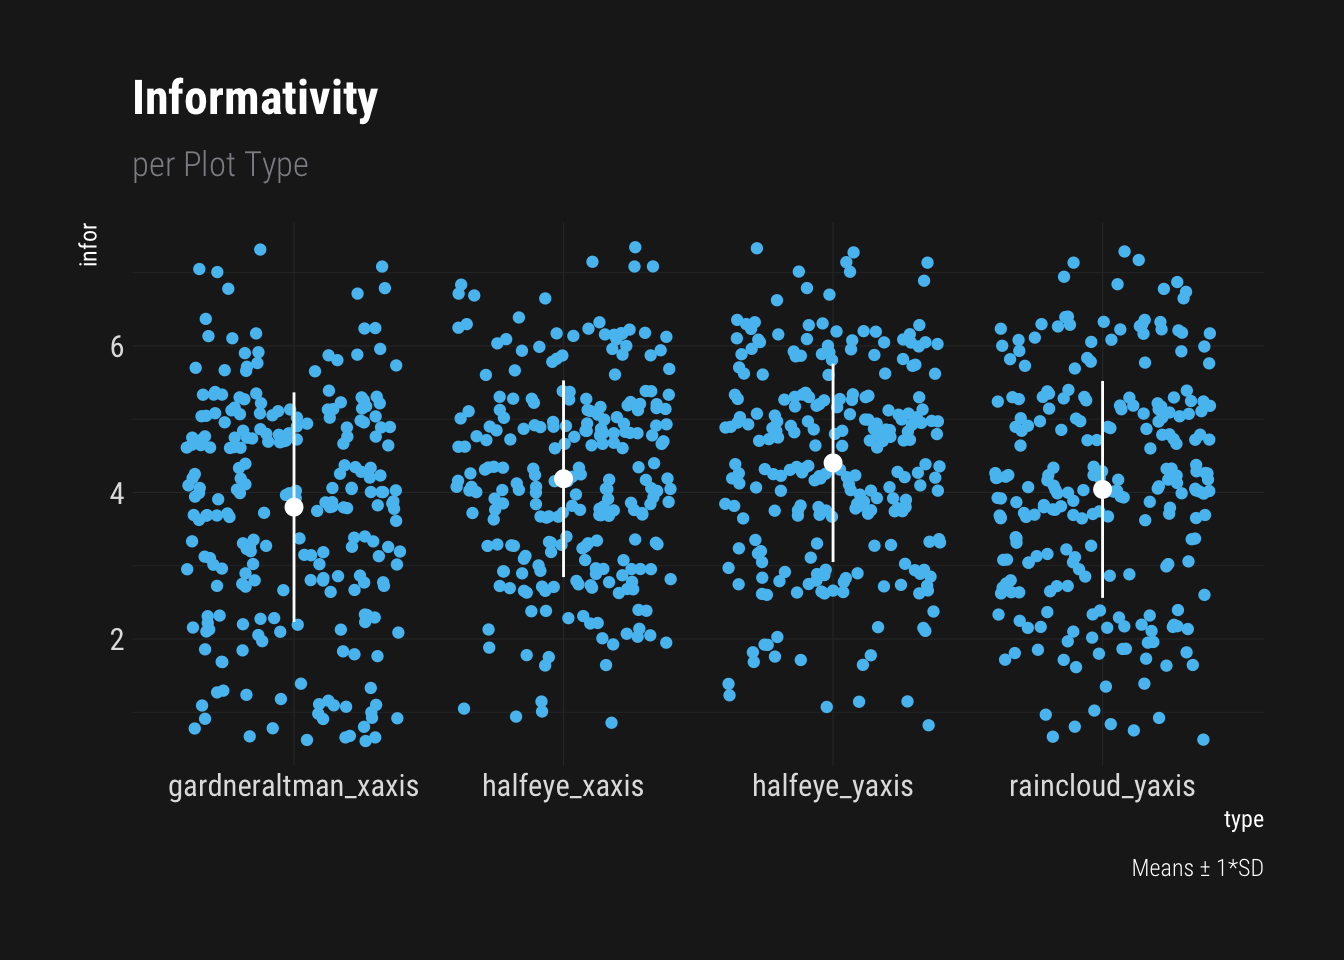 Informativity
per Plot Type
infor
6
4
2
gardneraltman_xaxis halfeye_xaxis halfeye_yaxis raincloud_yaxis
type
Means ± 1*SD